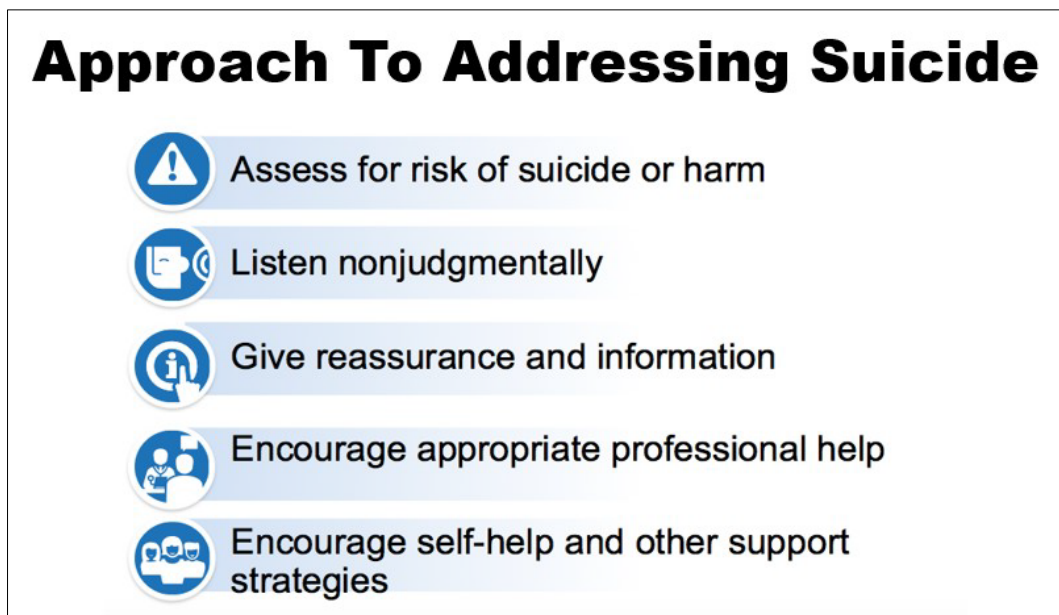 Approach To Addressing Suicide
Assess for risk of suicide or harm
Listen nonjudgmentally
Give reassurance and information
Encourage appropriate professional help
Encourage self-help and other support
strategies